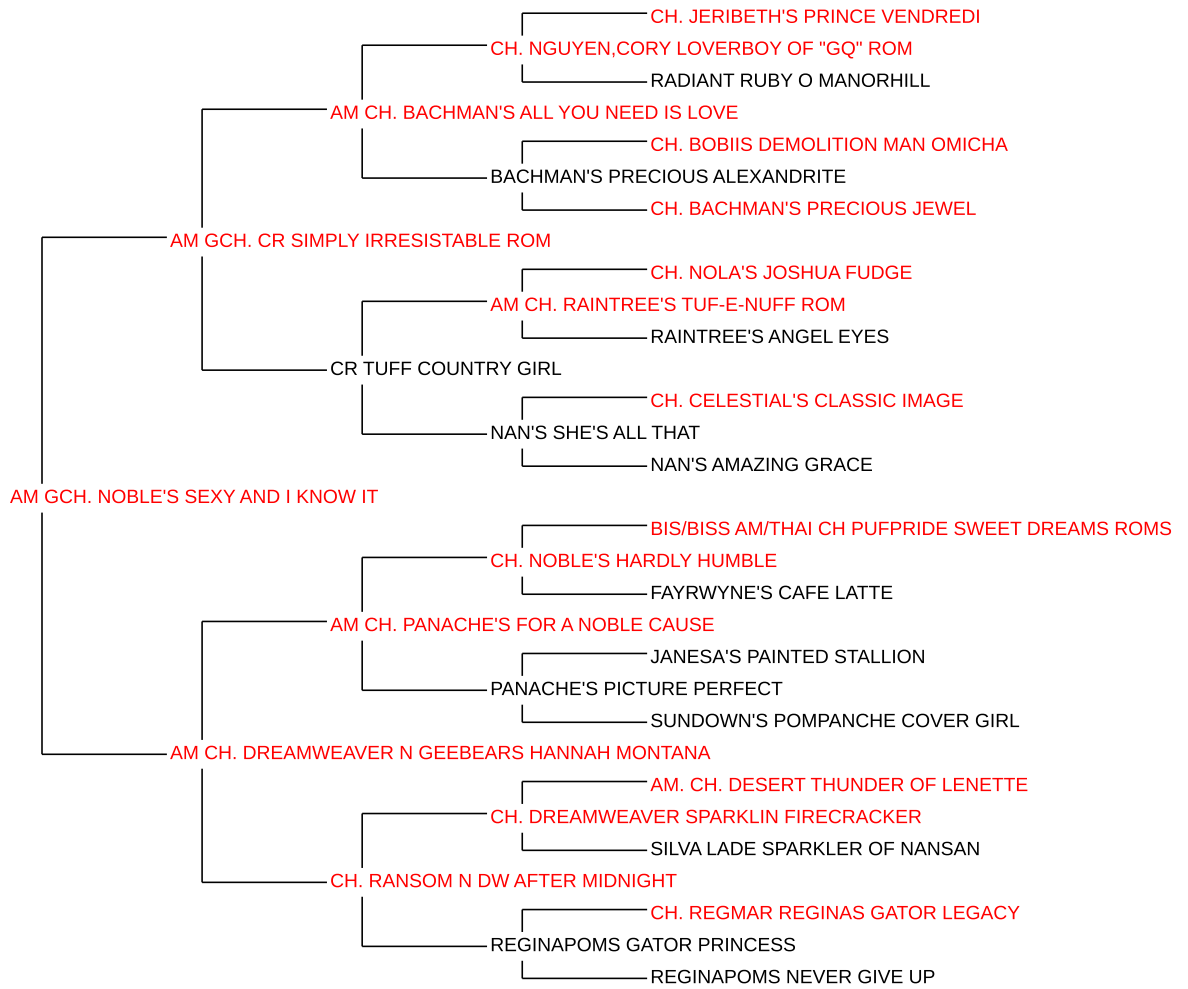 CH. JERIBETH'S PRINCE VENDREDI
CH. NGUYEN,CORY LOVERBOY OF "GQ" ROM
RADIANT RUBY O MANORHILL
AM CH. BACHMAN'S ALL YOU NEED IS LOVE
CH. BOBIIS DEMOLITION MAN OMICHA
BACHMAN'S PRECIOUS ALEXANDRITE
CH. BACHMAN'S PRECIOUS JEWEL
AM GCH. CR SIMPLY IRRESISTABLE ROM
CH. NOLA'S JOSHUA FUDGE
AM CH. RAINTREE'S TUF-E-NUFF ROM
RAINTREE'S ANGEL EYES
CR TUFF COUNTRY GIRL
CH. CELESTIAL'S CLASSIC IMAGE
NAN'S SHE'S ALL THAT
NAN'S AMAZING GRACE
AM GCH. NOBLE'S SEXY AND I KNOW IT
BIS/BISS AM/THAI CH PUFPRIDE SWEET DREAMS ROMS
CH. NOBLE'S HARDLY HUMBLE
FAYRWYNE'S CAFE LATTE
AM CH. PANACHE'S FOR A NOBLE CAUSE
JANESA'S PAINTED STALLION
PANACHE'S PICTURE PERFECT
SUNDOWN'S POMPANCHE COVER GIRL
AM CH. DREAMWEAVER N GEEBEARS HANNAH MONTANA
AM. CH. DESERT THUNDER OF LENETTE
CH. DREAMWEAVER SPARKLIN FIRECRACKER
SILVA LADE SPARKLER OF NANSAN
CH. RANSOM N DW AFTER MIDNIGHT
CH. REGMAR REGINAS GATOR LEGACY
REGINAPOMS GATOR PRINCESS
REGINAPOMS NEVER GIVE UP